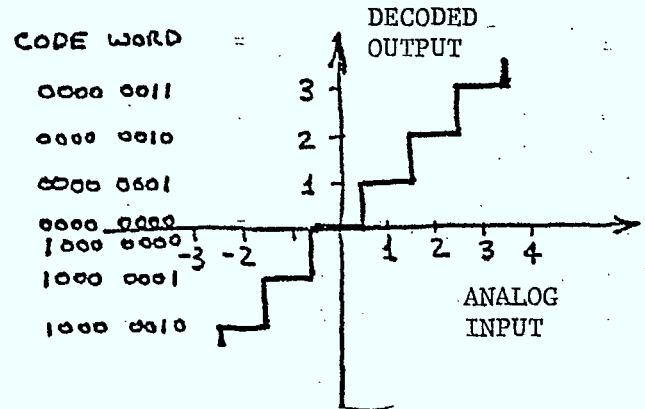 DECODED
OUTPUT
CODE WORD =
0000 0011
0000 0010
0000 0001
0000 0000
1000 0000
1000 0001
1000 0010
3
2
1
-3 -2 1 2 3 4
ANALOG
INPUT